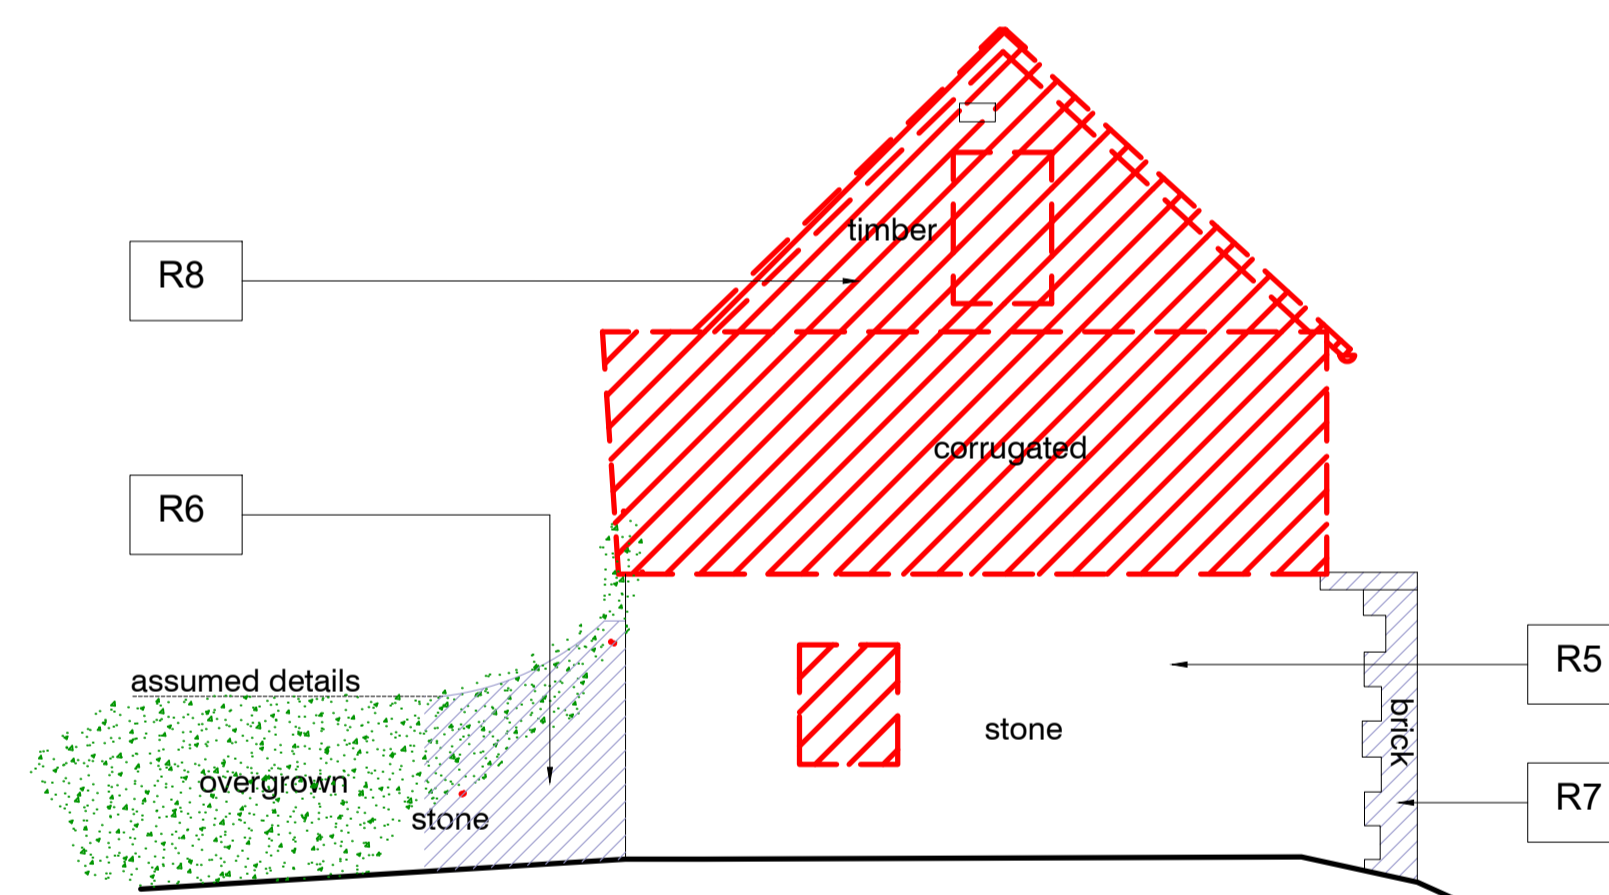 timber
R8
corrugated
R6
R5
assumed details
brick
stone
overgrown
R7
stone